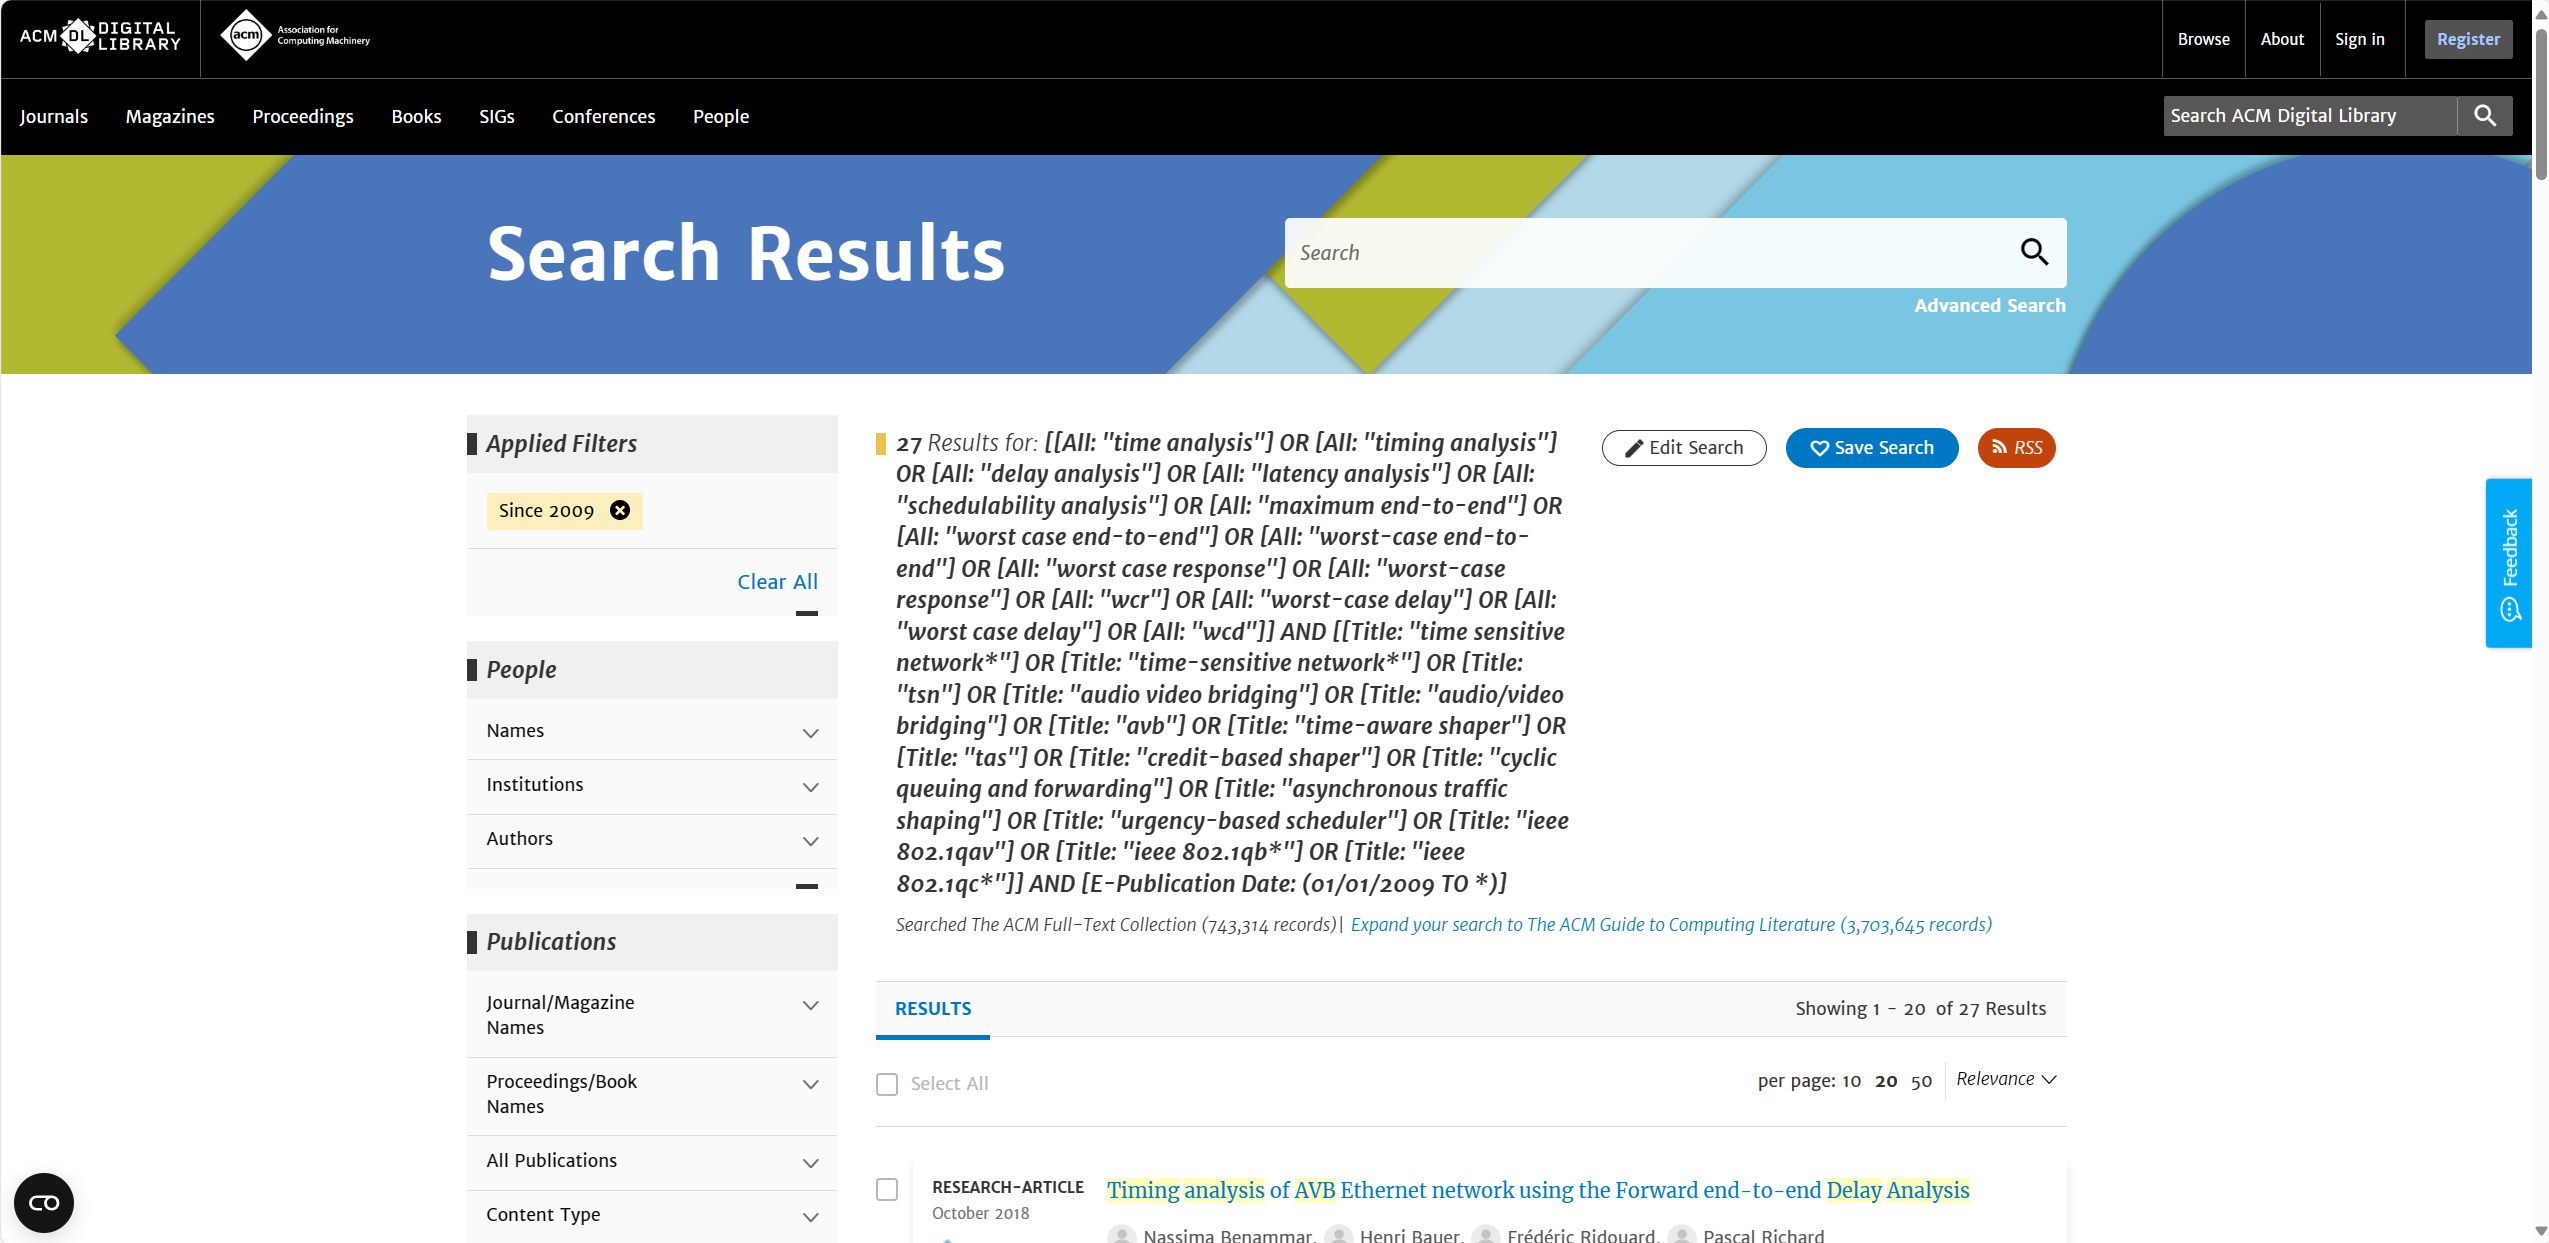 ACM DL DIGITAL LIBRARY
acm Association for Computing Machinery
Browse
About
Sign in
Register
Journals
Magazines
Proceedings
Books
SIGs
Conferences
People
Search ACM Digital Library
Search Results
Search
Advanced Search
Applied Filters
Since 2009
Clear All
People
Names
Institutions
Authors
Publications
Journal/Magazine
Names
Proceedings/Book
Names
All Publications
Content Type
27 Results for: [[All: "time analysis"] OR [All: "timing analysis"]
OR [All: "delay analysis"] OR [All: "latency analysis"] OR [All:
"schedulability analysis"] OR [All: "maximum end-to-end"] OR
[All: "worst case end-to-end"] OR [All: "worst-case end-to-
end"] OR [All: "worst case response"] OR [All: "worst-case
response"] OR [All: "wcr"] OR [All: "worst-case delay"] OR [All:
"worst case delay"] OR [All: "wcd"]] AND [[Title: "time sensitive
network*"] OR [Title: "time-sensitive network*"] OR [Title:
"tsn"] OR [Title: "audio video bridging"] OR [Title: "audio/video
bridging"] OR [Title: "avb"] OR [Title: "time-aware shaper"] OR
[Title: "tas"] OR [Title: "credit-based shaper"] OR [Title: "cyclic
queuing and forwarding"] OR [Title: "asynchronous traffic
shaping"] OR [Title: "urgency-based scheduler"] OR [Title: "ieee
802.1qav"] OR [Title: "ieee 802.1qb*"] OR [Title: "ieee
802.1qc*"]] AND [E-Publication Date: (01/01/2009 TO *)]
Edit Search
Save Search
RSS
Feedback
Searched The ACM Full-Text Collection (743,314 records)| Expand your search to The ACM Guide to Computing Literature (3,703,645 records)
RESULTS
Showing 1 - 20 of 27 Results
Select All
per page: 10 20 50
Relevance
RESEARCH-ARTICLE
October 2018
Timing analysis of AVB Ethernet network using the Forward end-to-end Delay Analysis
Nassima Benammar, Henri Bauer, Frédéric Ridouard, Pascal Richard